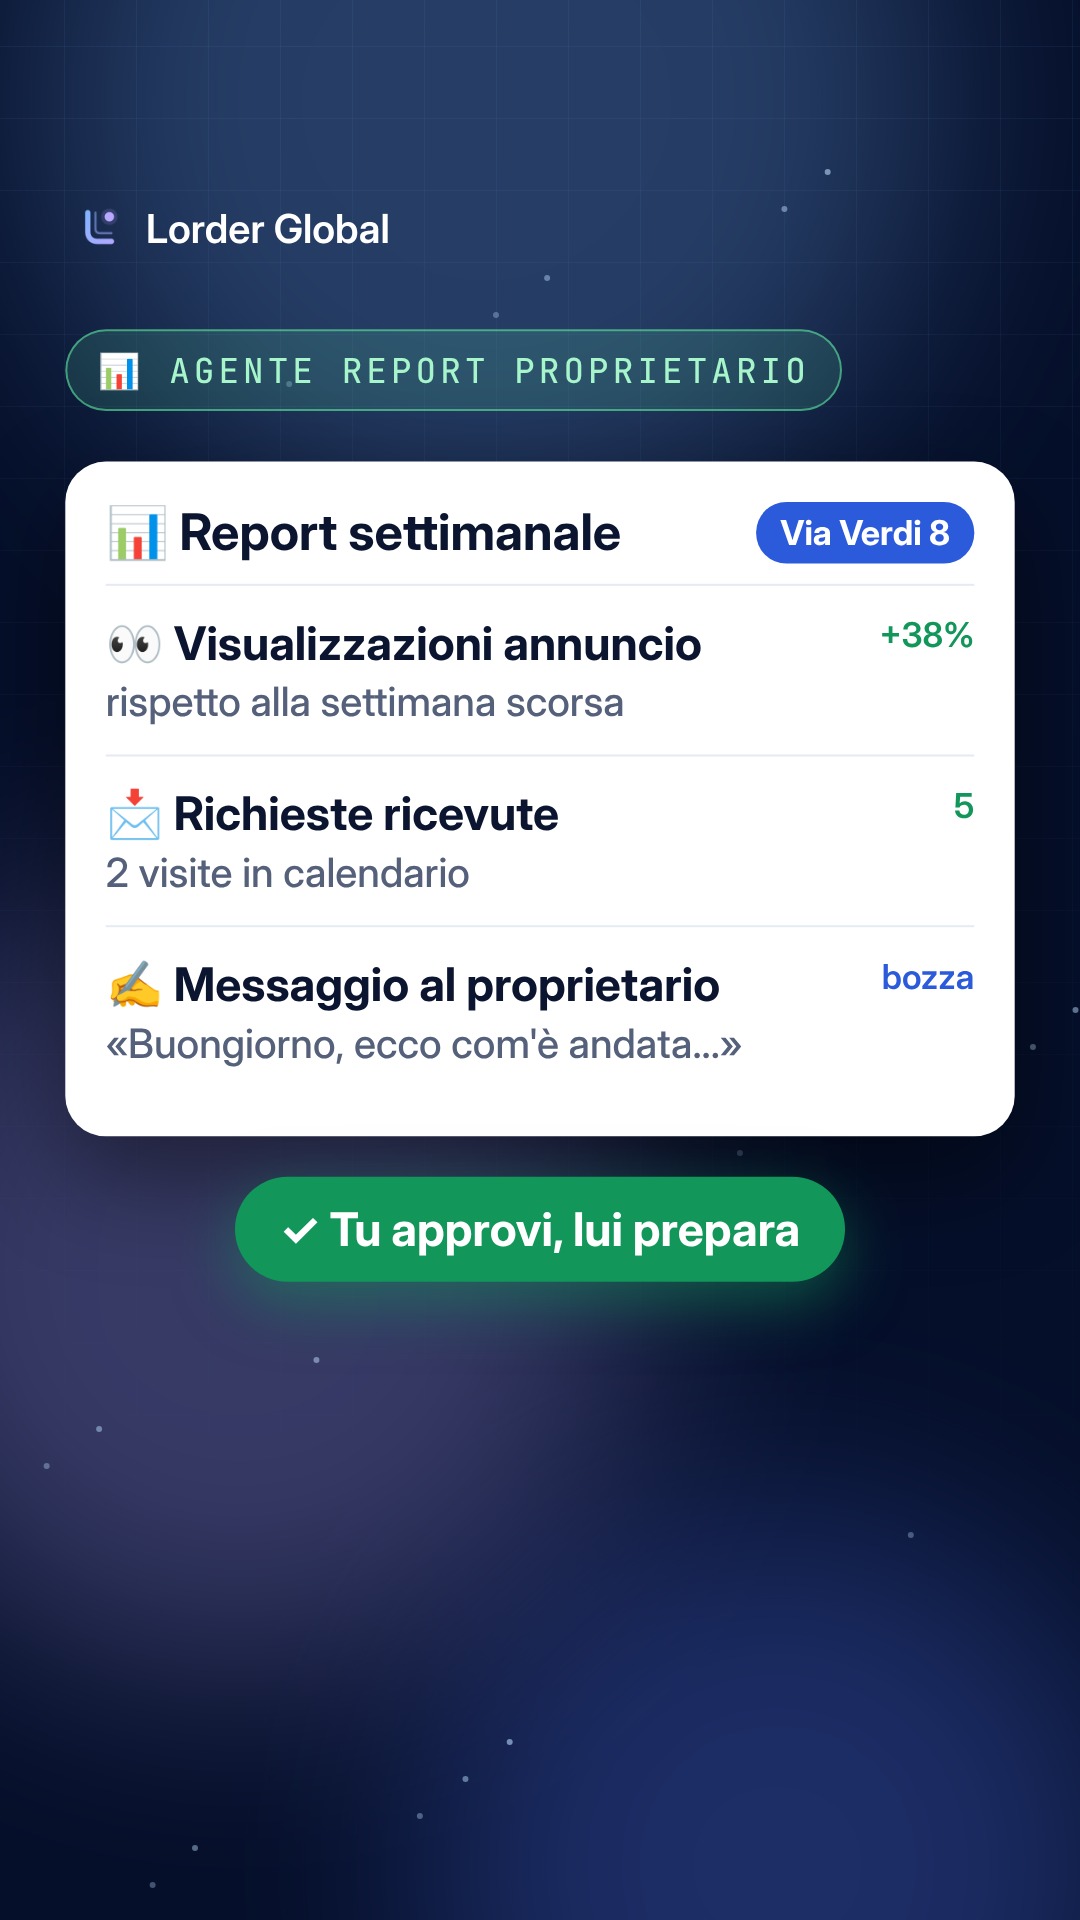 Lorder Global
📊 AGENTE REPORT PROPRIETARIO
📊 Report settimanale Via Verdi 8
👀 Visualizzazioni annuncio +38%
rispetto alla settimana scorsa
📩 Richieste ricevute 5
2 visite in calendario
✍️ Messaggio al proprietario bozza
«Buongiorno, ecco com'è andata...»
✓ Tu approvi, lui prepara